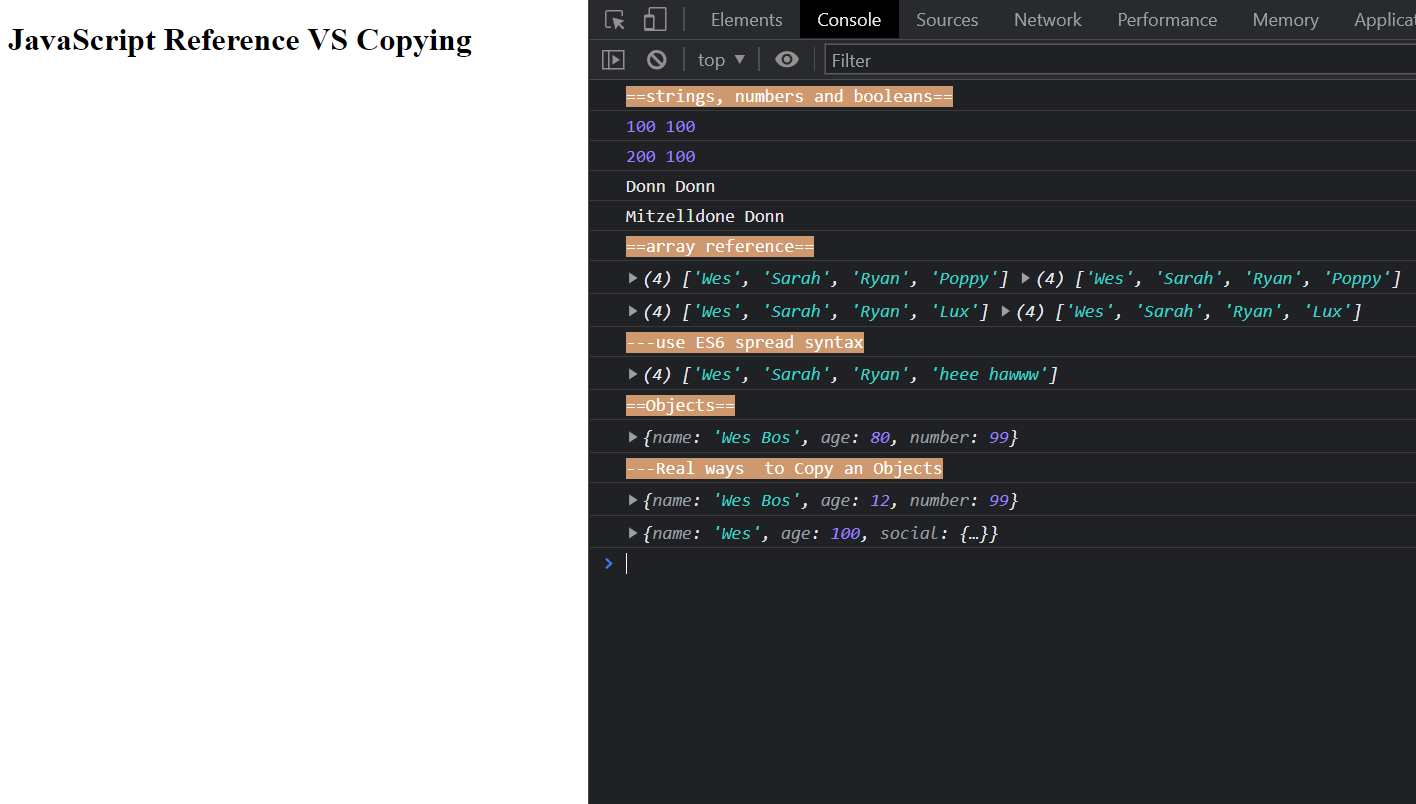 JavaScript Reference VS Copying
Elements Console Sources Network Performance Memory Applicat
top ▼ Filter
==strings, numbers and booleans==
100 100
200 100
Donn Donn
Mitzelldone Donn
==array reference==
▶(4) ['Wes', 'Sarah', 'Ryan', 'Poppy'] ▶(4) ['Wes', 'Sarah', 'Ryan', 'Poppy']
▶(4) ['Wes', 'Sarah', 'Ryan', 'Lux'] ▶(4) ['Wes', 'Sarah', 'Ryan', 'Lux']
---use ES6 spread syntax
▶(4) ['Wes', 'Sarah', 'Ryan', 'heee hawww']
==Objects==
▶{name: 'Wes Bos', age: 80, number: 99}
---Real ways  to Copy an Objects
▶{name: 'Wes Bos', age: 12, number: 99}
▶{name: 'Wes', age: 100, social: {…}}
>